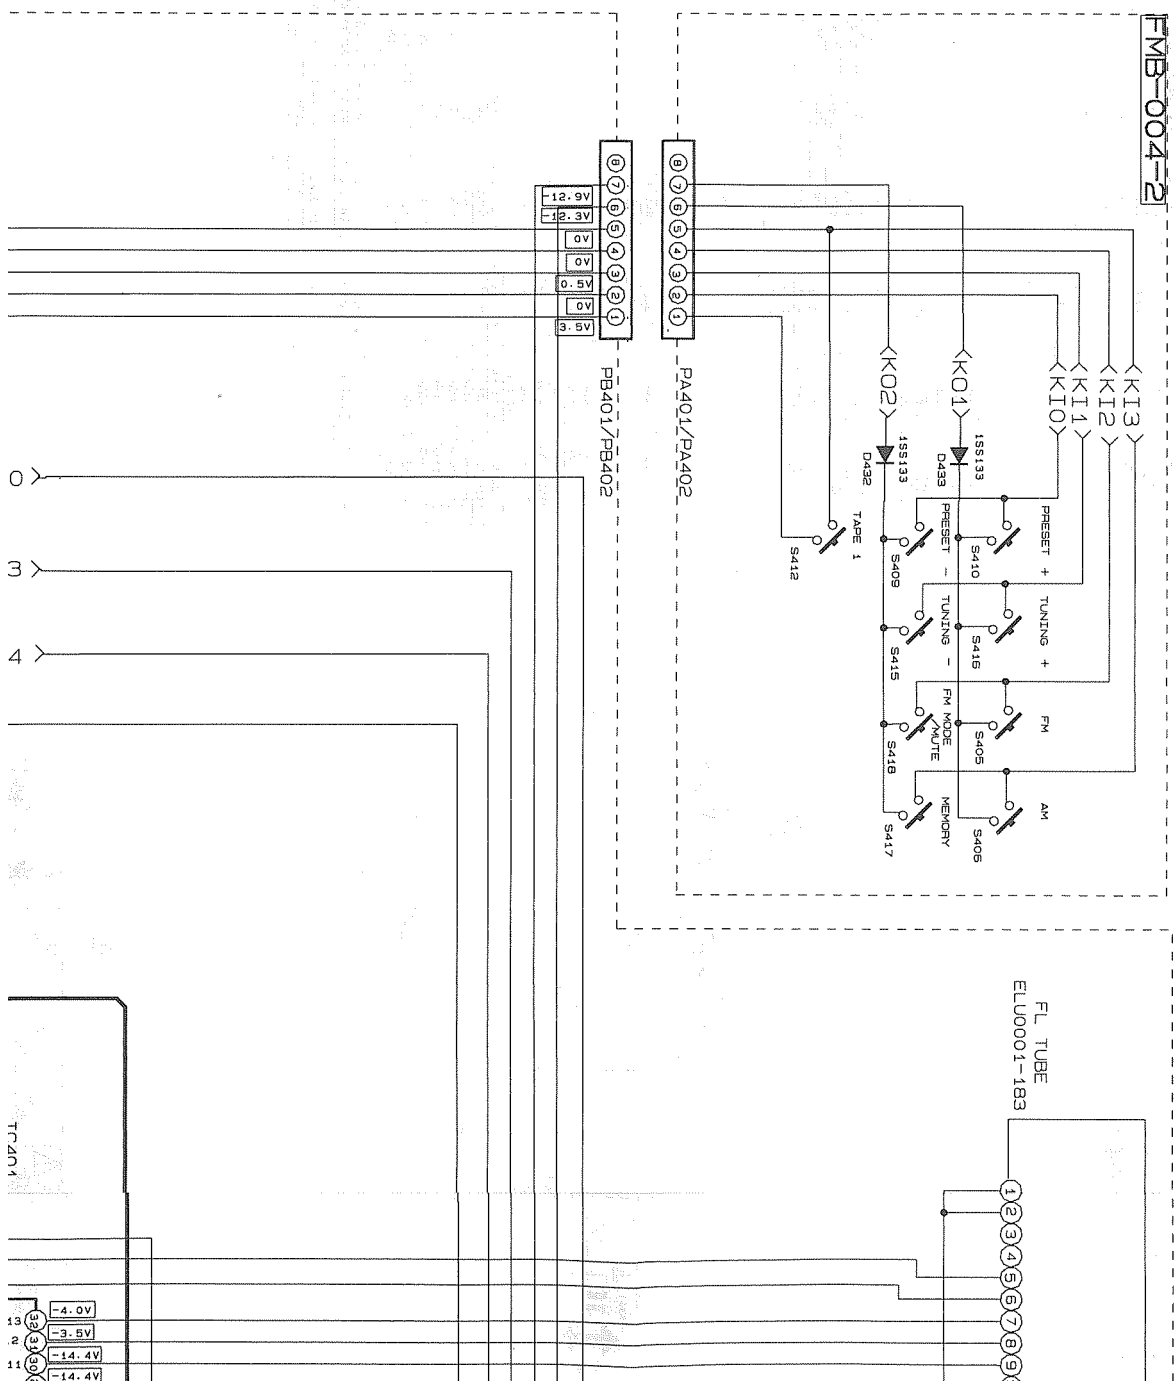 FMB-004-2
8
7
6
5
4
3
2
1
8
7
6
5
4
3
2
1
-12.9V
-12.3V
0V
0V
0.5V
0V
3.5V
PB401/PB402
PA401/PA402
KO2
KO1
KI0
KI1
KI2
KI3
1SS133
D432
1SS133
D433
TAPE 1
S412
PRESET -
S409
PRESET +
S410
TUNING -
S415
TUNING +
S416
FM MODE
/MUTE
S418
FM
S405
MEMORY
S417
AM
S406
0
3
4
FL TUBE
ELU0001-183
1
2
3
4
5
6
7
8
9
13
32
-4.0V
2
31
-3.5V
11
30
-14.4V
-14.4V